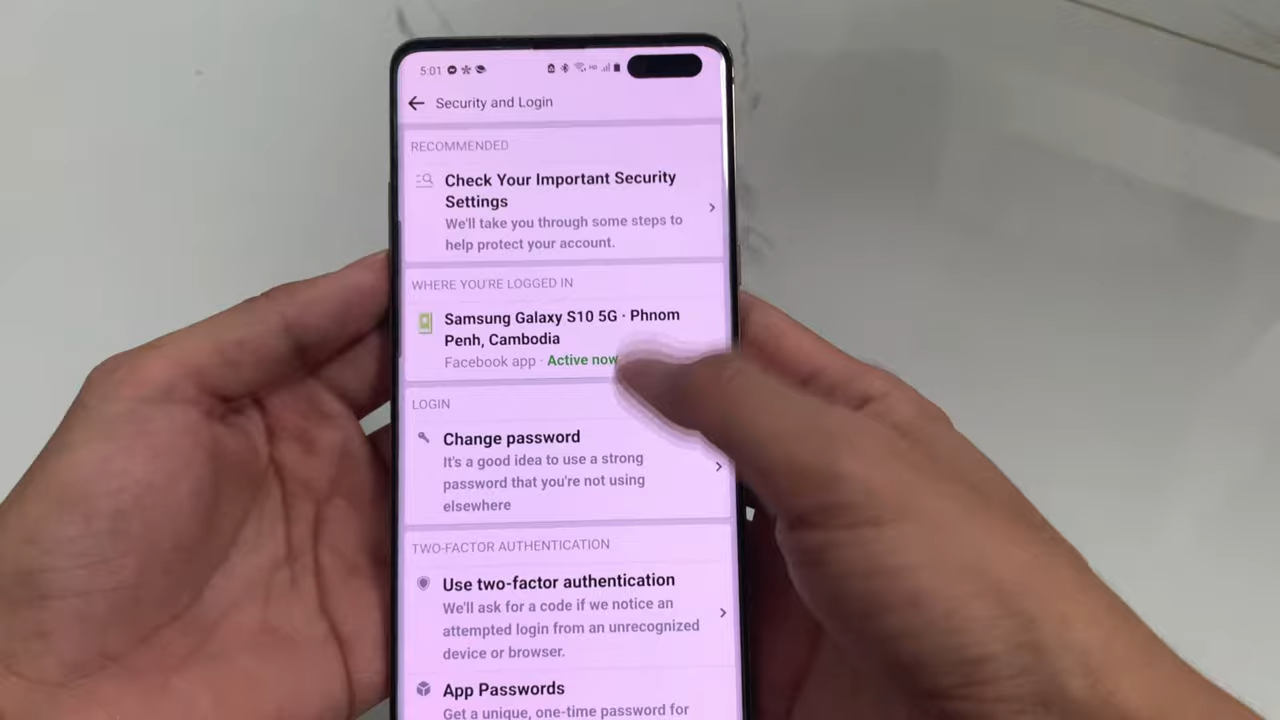 5:01
Security and Login
RECOMMENDED
Check Your Important Security
Settings
We'll take you through some steps to
help protect your account.
WHERE YOU'RE LOGGED IN
Samsung Galaxy S10 5G · Phnom
Penh, Cambodia
Facebook app · Active now
LOGIN
Change password
It's a good idea to use a strong
password that you're not using
elsewhere
TWO-FACTOR AUTHENTICATION
Use two-factor authentication
We'll ask for a code if we notice an
attempted login from an unrecognized
device or browser.
App Passwords
Get a unique, one-time password for